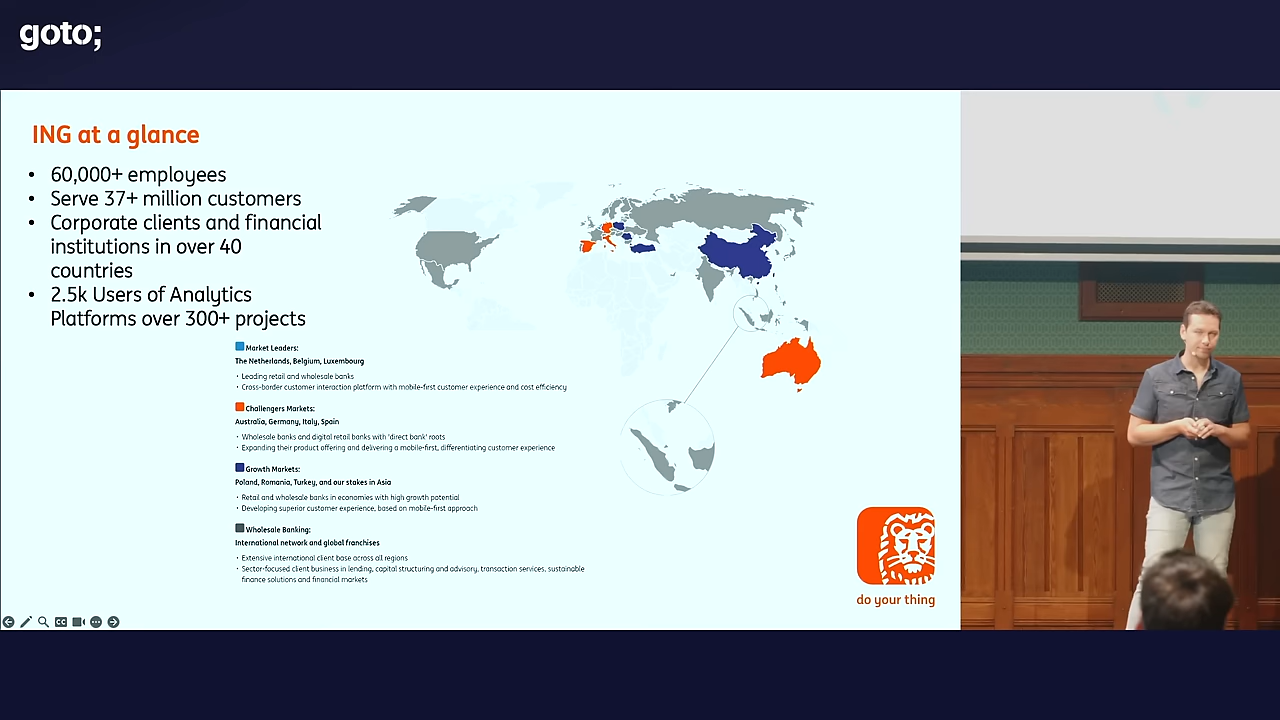 goto;
ING at a glance
• 60,000+ employees
• Serve 37+ million customers
• Corporate clients and financial
institutions in over 40
countries
• 2.5k Users of Analytics
Platforms over 300+ projects
Market Leaders:
The Netherlands, Belgium, Luxembourg
• Leading retail and wholesale banks
• Cross-border customer interaction platform with mobile-first customer experience and cost efficiency
Challengers Markets:
Australia, Germany, Italy, Spain
• Wholesale banks and digital retail banks with 'direct bank' roots
• Expanding their product offering and delivering a mobile-first, differentiating customer experience
Growth Markets:
Poland, Romania, Turkey, and our stakes in Asia
• Retail and wholesale banks in economies with high growth potential
• Developing superior customer experience, based on mobile-first approach
Wholesale Banking:
International network and global franchises
• Extensive international client base across all regions
• Sector-focused client business in lending, capital structuring and advisory, transaction services, sustainable
finance solutions and financial markets
do your thing
CC